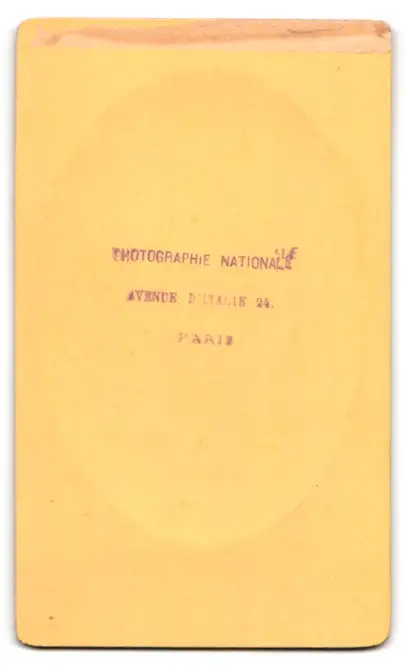 PHOTOGRAPHIE NATIONALE
AVENUE D'ITALIE 24.
PARIS